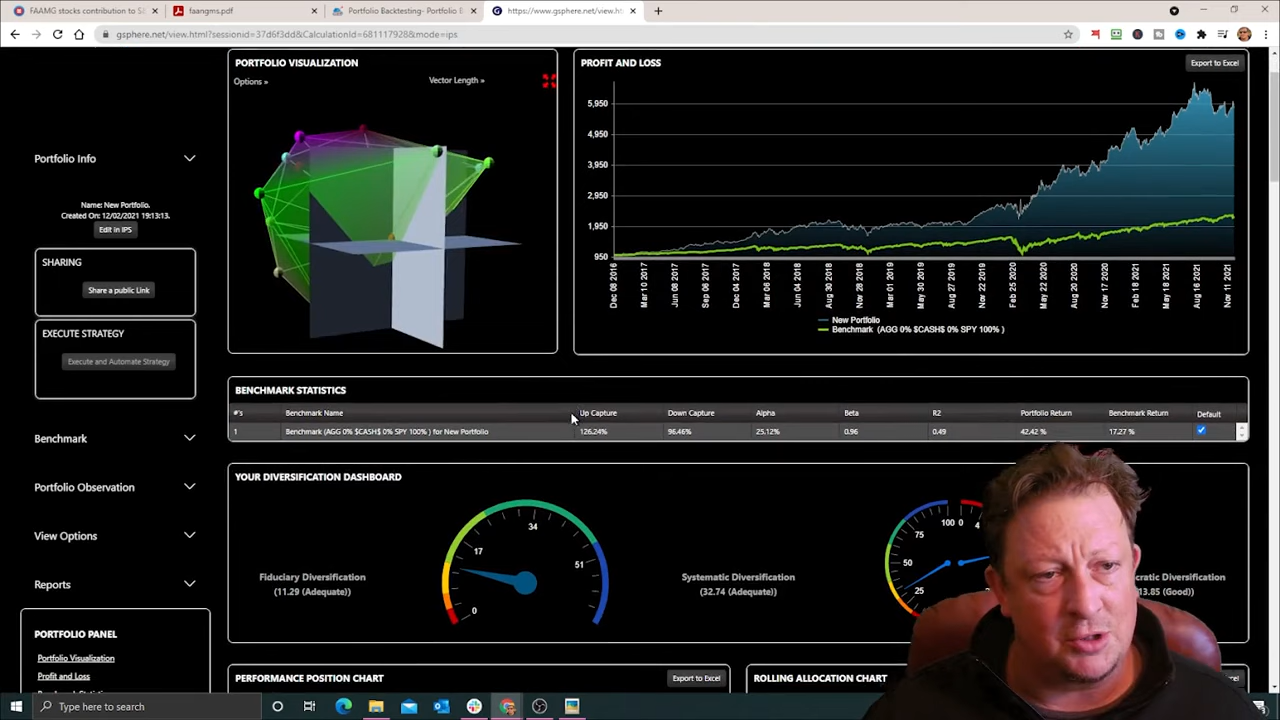 FAAMG stocks contribution to S&
faangms.pdf
Portfolio Backtesting- Portfolio B
https://www.gsphere.net/view.ht
gsphere.net/view.html?sessionid=37d6f3dd&CalculationId=681117928&mode=ips
PORTFOLIO VISUALIZATION
Options »
Vector Length »
PROFIT AND LOSS
Export to Excel
5,950
4,950
3,950
2,950
1,950
950
Dec 08 2016
Mar 10 2017
Jun 08 2017
Sep 08 2017
Dec 04 2017
Mar 06 2018
Jun 04 2018
Aug 30 2018
Nov 28 2018
Mar 01 2019
May 30 2019
Aug 27 2019
Nov 22 2019
Feb 25 2020
May 22 2020
Aug 20 2020
Nov 17 2020
Feb 18 2021
May 18 2021
Aug 16 2021
Nov 11 2021
New Portfolio
Benchmark (AGG 0% $CASH$ 0% SPY 100% )
Portfolio Info
Name: New Portfolio.
Created On: 12/02/2021 19:13:13.
Edit in IPS
SHARING
Share a public Link
EXECUTE STRATEGY
Execute and Automate Strategy
Benchmark
Portfolio Observation
View Options
Reports
PORTFOLIO PANEL
Portfolio Visualization
Profit and Loss
BENCHMARK STATISTICS
#'s Benchmark Name Up Capture Down Capture Alpha Beta R2 Portfolio Return Benchmark Return Default
1 Benchmark (AGG 0% $CASH$ 0% SPY 100% ) for New Portfolio 126.24% 96.46% 25.12% 0.96 0.49 42.42 % 17.27 %
YOUR DIVERSIFICATION DASHBOARD
Fiduciary Diversification
(11.29 (Adequate))
0
17
34
51
Systematic Diversification
(32.74 (Adequate))
25
50
75
100
0
4
cratic Diversification
13.85 (Good))
PERFORMANCE POSITION CHART
Export to Excel
ROLLING ALLOCATION CHART
Type here to search